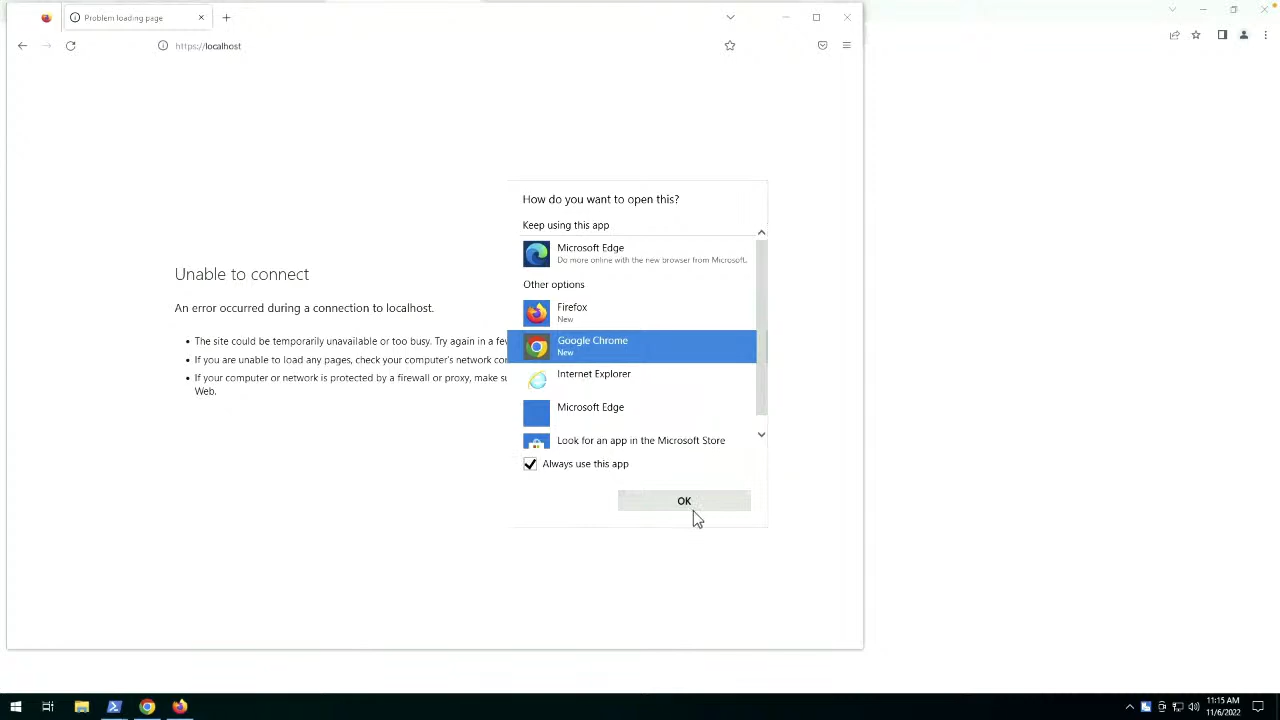 Problem loading page
https://localhost
Unable to connect
An error occurred during a connection to localhost.
The site could be temporarily unavailable or too busy. Try again in a few
If you are unable to load any pages, check your computer's network
If your computer or network is protected by a firewall or proxy, make
Web.
How do you want to open this?
Keep using this app
Microsoft Edge
Do more online with the new browser from Microsoft.
Other options
Firefox
New
Google Chrome
New
Internet Explorer
Microsoft Edge
Look for an app in the Microsoft Store
Always use this app
OK
11:15 AM
11/6/2022